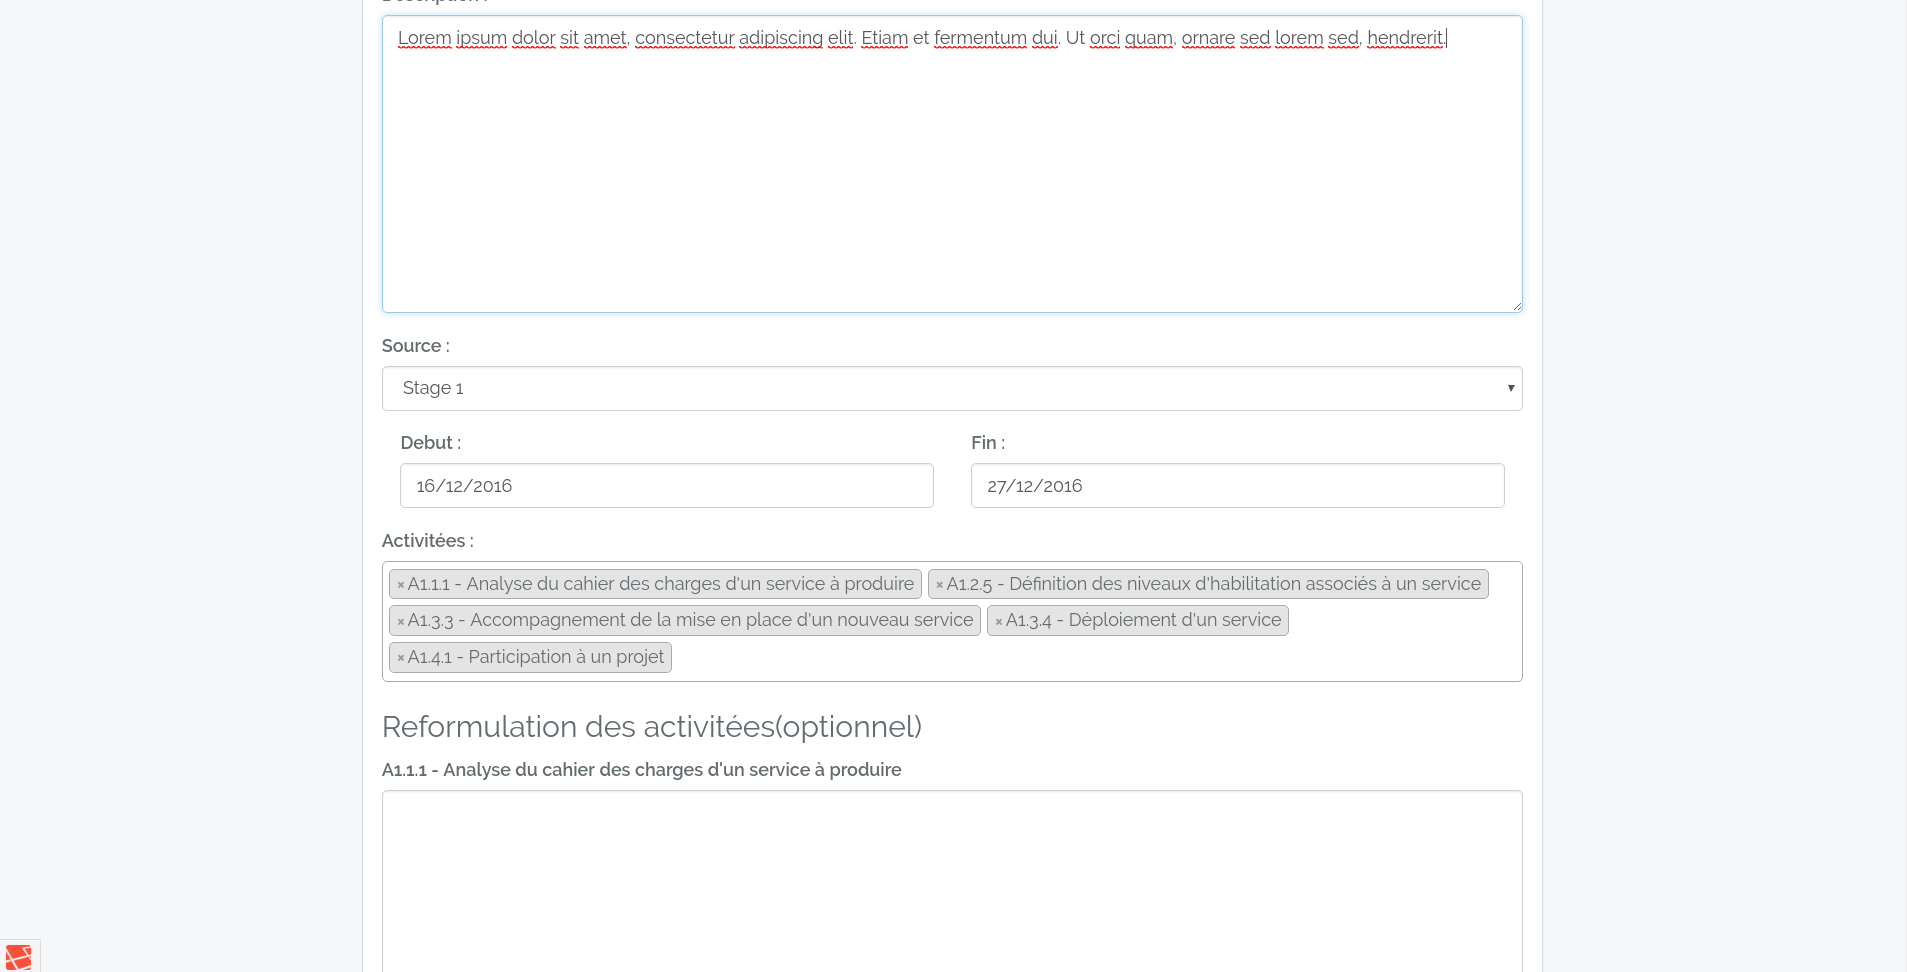 Description :
Lorem ipsum dolor sit amet, consectetur adipiscing elit. Etiam et fermentum dui. Ut orci quam, ornare sed lorem sed, hendrerit.
Source :
Stage 1
Debut :
Fin :
16/12/2016
27/12/2016
Activitées :
× A1.1.1 - Analyse du cahier des charges d'un service à produire × A1.2.5 - Définition des niveaux d'habilitation associés à un service
× A1.3.3 - Accompagnement de la mise en place d'un nouveau service × A1.3.4 - Déploiement d'un service
× A1.4.1 - Participation à un projet
Reformulation des activitées(optionnel)
A1.1.1 - Analyse du cahier des charges d'un service à produire